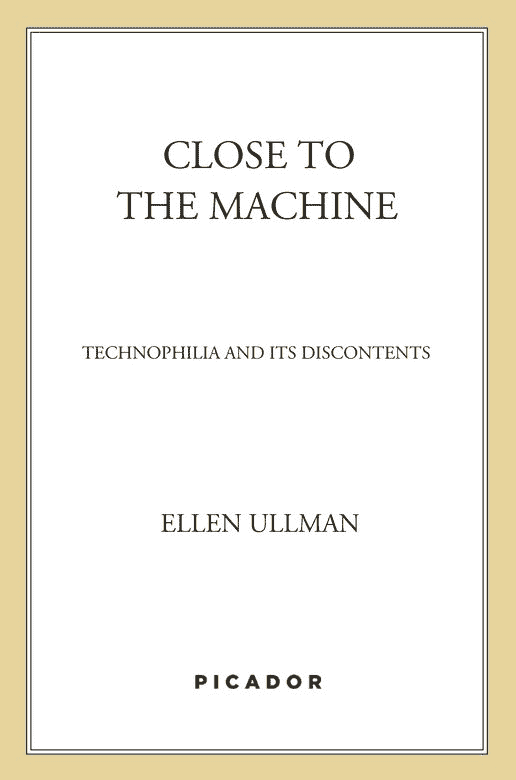 CLOSE TO
THE MACHINE
TECHNOPHILIA AND ITS DISCONTENTS
ELLEN ULLMAN
PICADOR